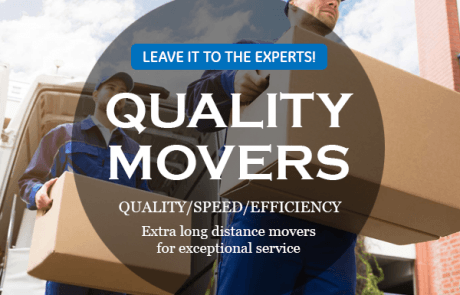 LEAVE IT TO THE EXPERTS!
QUALITY
MOVERS
QUALITY/SPEED/EFFICIENCY
Extra long distance movers
for exceptional service